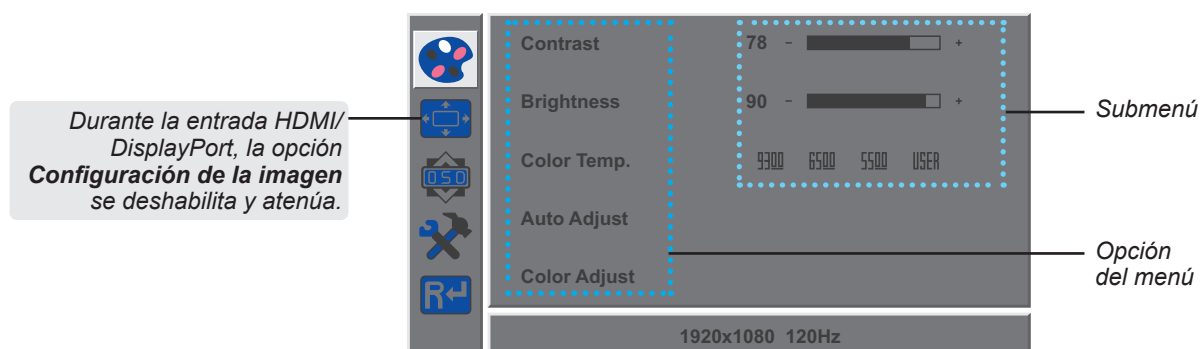 Durante la entrada HDMI/
DisplayPort, la opción
Configuración de la imagen
se deshabilita y atenúa.
OSD
R
Contrast
78 - +
Brightness
90 - +
Color Temp.
9300 6500 5500 USER
Auto Adjust
Color Adjust
1920x1080 120Hz
Submenú
Opción
del menú